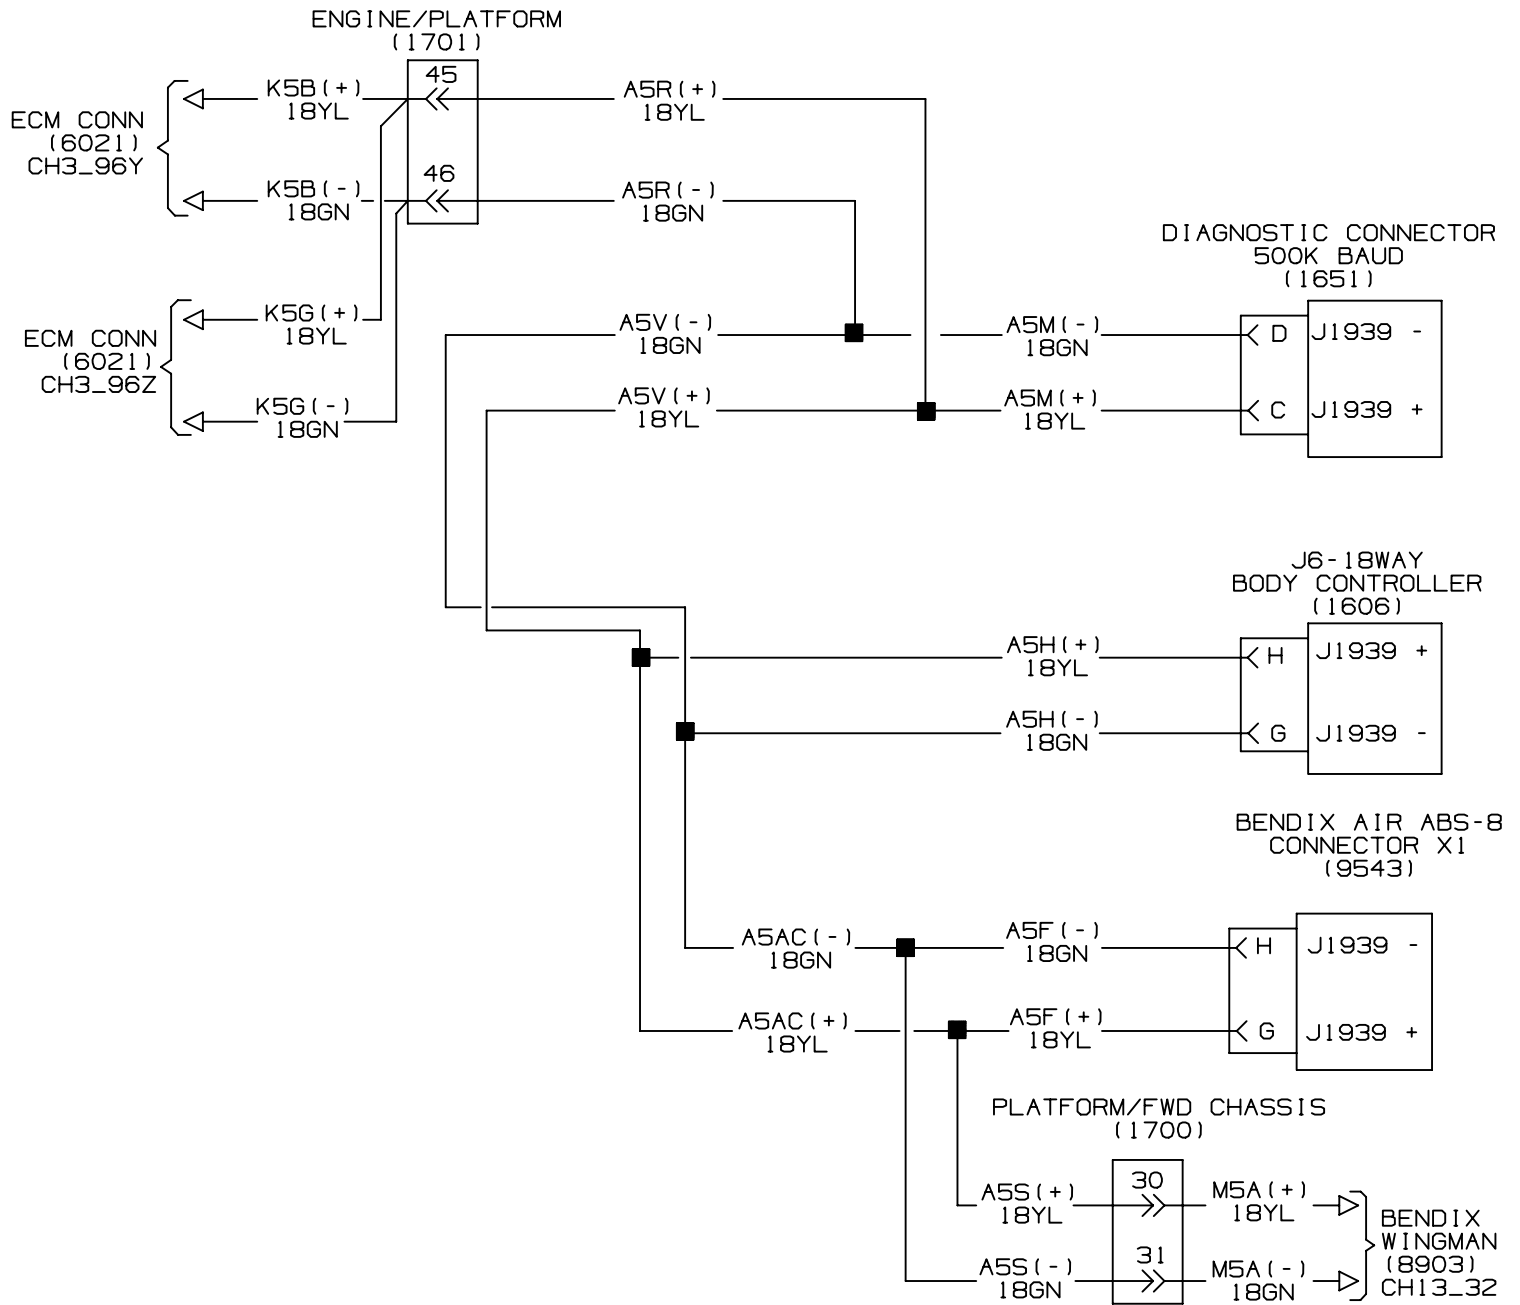 ENGINE/PLATFORM
(1701)
45
K5B(+)
18YL
A5R(+)
18YL
ECM CONN
(6021)
CH3_96Y
46
K5B(-)
18GN
A5R(-)
18GN
DIAGNOSTIC CONNECTOR
500K BAUD
(1651)
K5G(+)
18YL
ECM CONN
(6021)
CH3_96Z
K5G(-)
18GN
A5V(-)
18GN
A5M(-)
18GN
D
J1939 -
A5V(+)
18YL
A5M(+)
18YL
C
J1939 +
J6-18WAY
BODY CONTROLLER
(1606)
A5H(+)
18YL
H
J1939 +
A5H(-)
18GN
G
J1939 -
BENDIX AIR ABS-8
CONNECTOR X1
(9543)
A5AC(-)
18GN
A5F(-)
18GN
H
J1939 -
A5AC(+)
18YL
A5F(+)
18YL
G
J1939 +
PLATFORM/FWD CHASSIS
(1700)
30
A5S(+)
18YL
M5A(+)
18YL
31
A5S(-)
18GN
M5A(-)
18GN
BENDIX
WINGMAN
(8903)
CH13_32